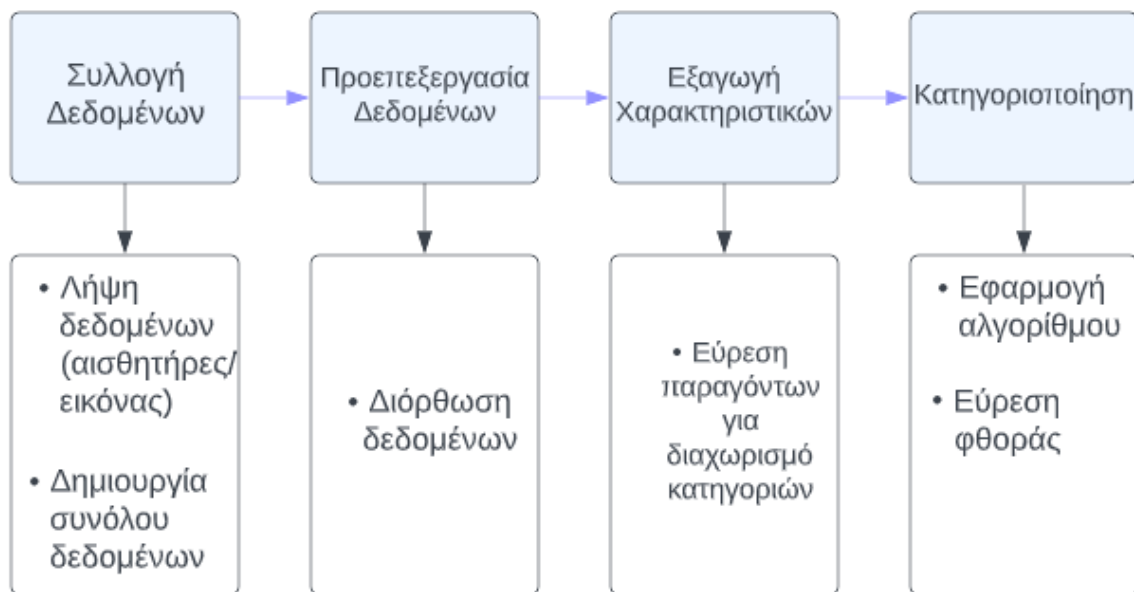 Συλλογή
Δεδομένων
Προεπεξεργασία
Δεδομένων
Εξαγωγή
Χαρακτηριστικών
Κατηγοριοποίηση
• Λήψη
δεδομένων
(αισθητήρες/
εικόνας)
• Δημιουργία
συνόλου
δεδομένων
• Διόρθωση
δεδομένων
• Εύρεση
παραγόντων
για
διαχωρισμό
κατηγοριών
• Εφαρμογή
αλγορίθμου
• Εύρεση
φθοράς